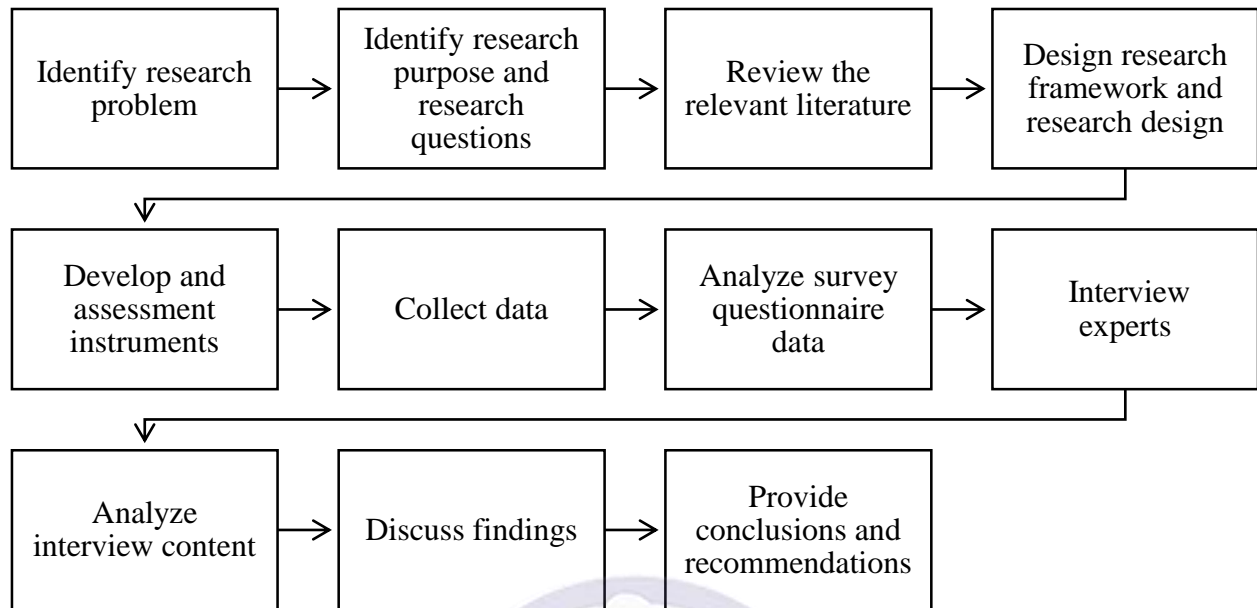 Identify research
problem
Identify research
purpose and
research
questions
Review the
relevant literature
Design research
framework and
research design
Develop and
assessment
instruments
Collect data
Analyze survey
questionnaire
data
Interview
experts
Analyze
interview content
Discuss findings
Provide
conclusions and
recommendations